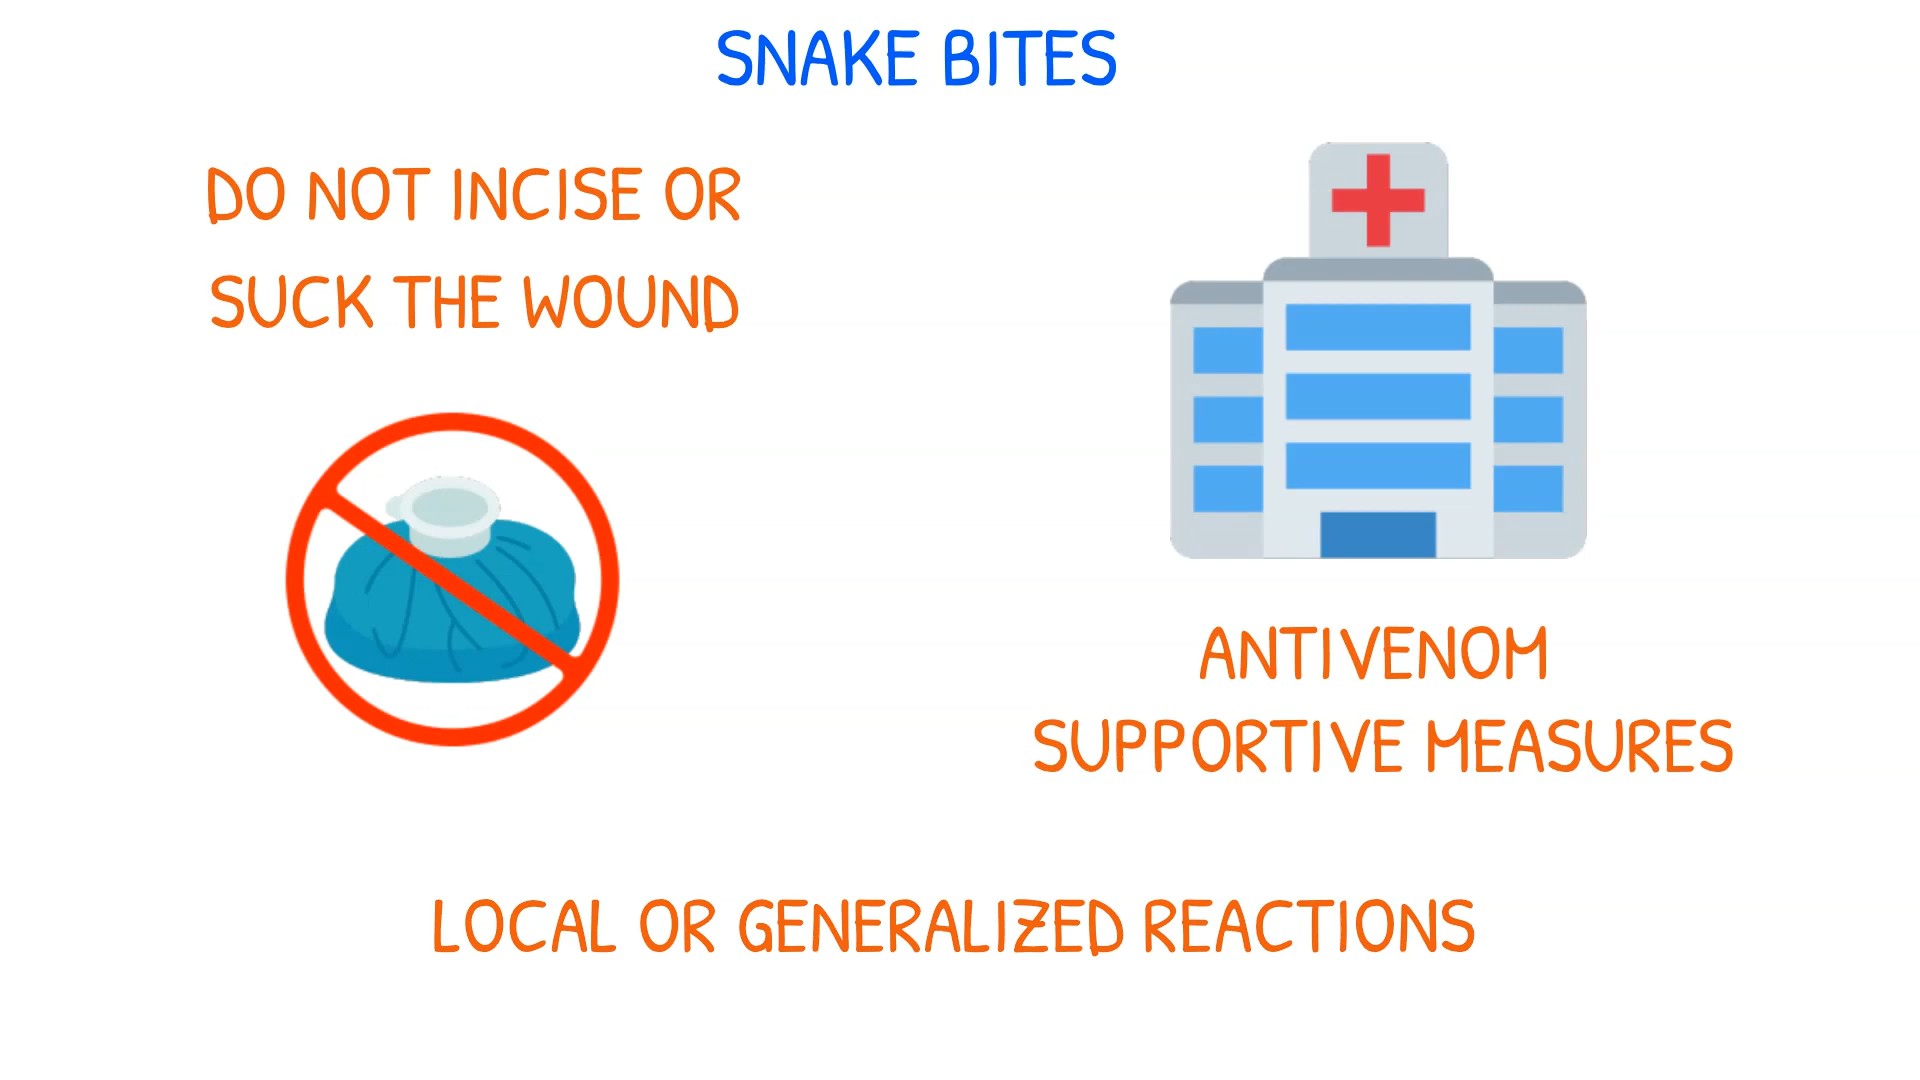 SNAKE BITES
DO NOT INCISE OR
SUCK THE WOUND
ANTIVENOM
SUPPORTIVE MEASURES
LOCAL OR GENERALIZED REACTIONS